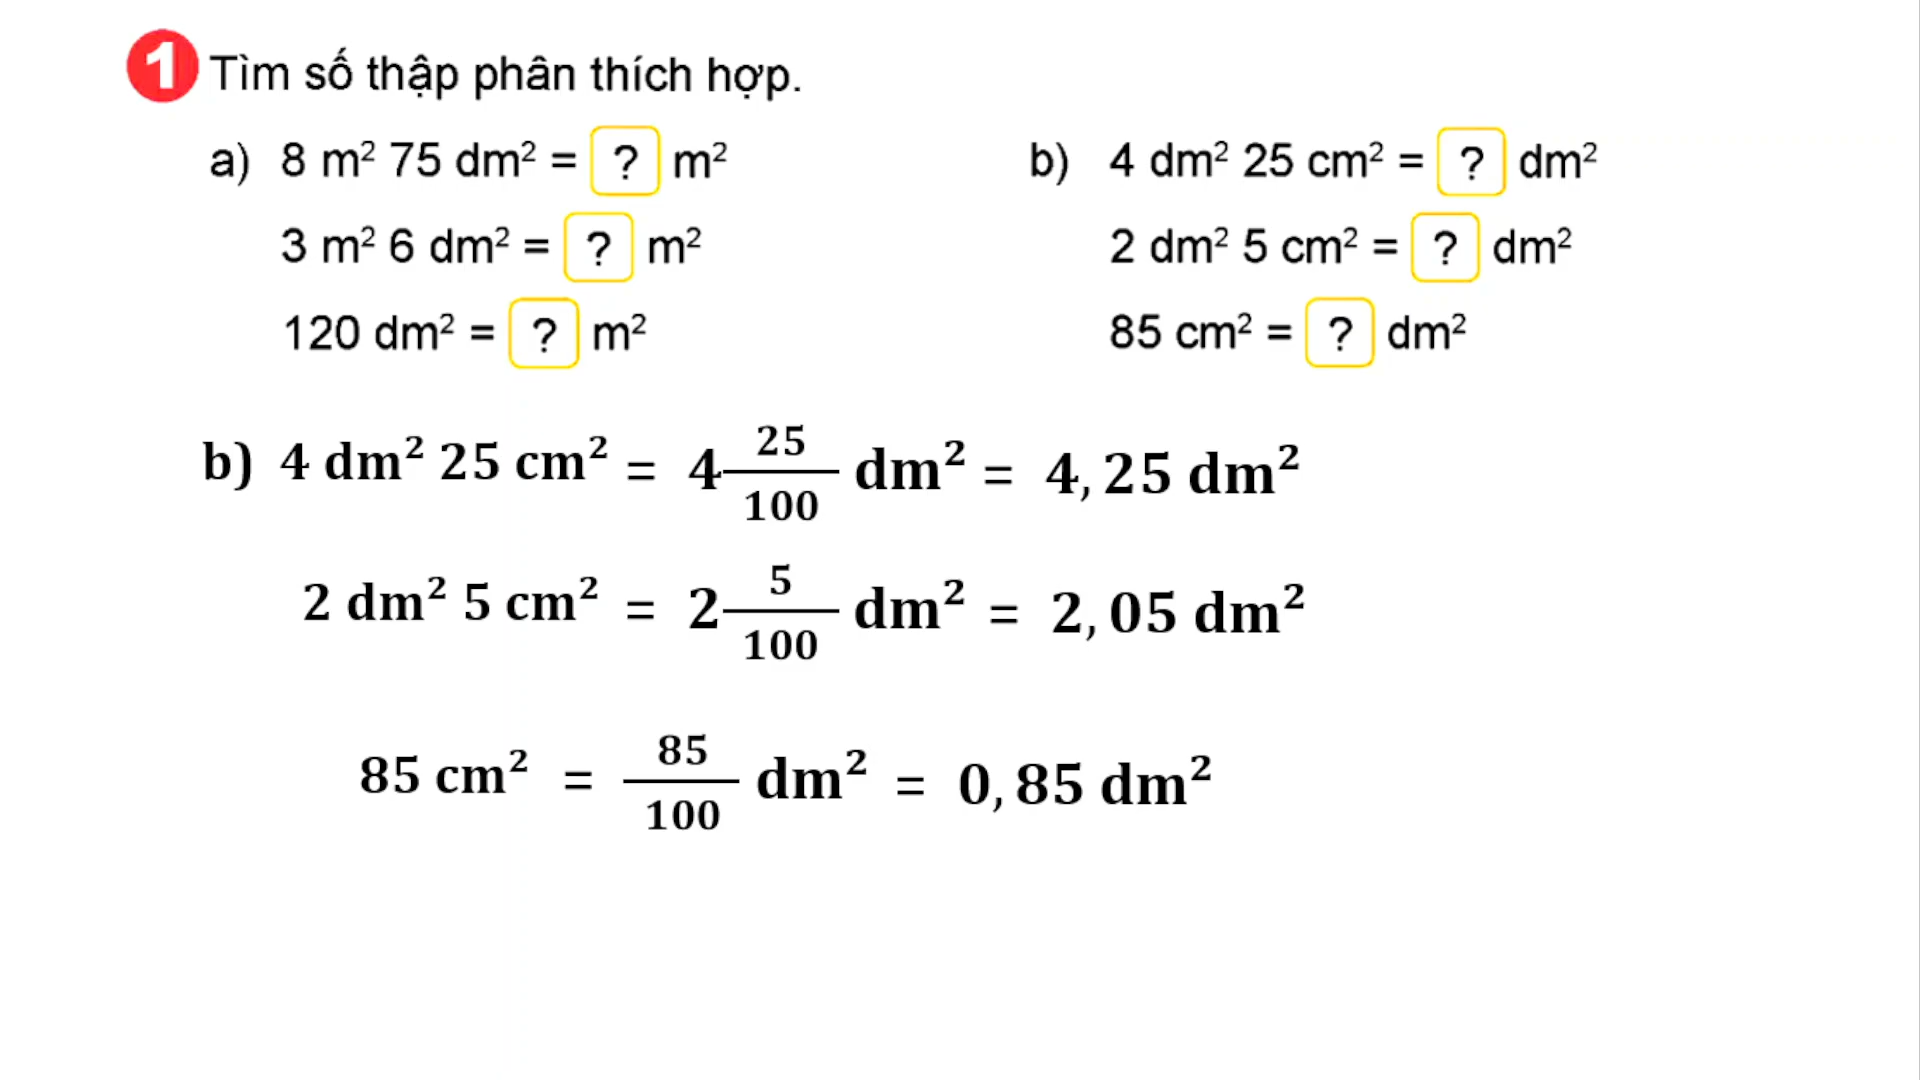 1 Tìm số thập phân thích hợp.
a) 8 m² 75 dm² = ? m²
3 m² 6 dm² = ? m²
120 dm² = ? m²
b) 4 dm² 25 cm² = ? dm²
2 dm² 5 cm² = ? dm²
85 cm² = ? dm²
b) 4 dm² 25 cm² = 4 25/100 dm² = 4,25 dm²
2 dm² 5 cm² = 2 5/100 dm² = 2,05 dm²
85 cm² = 85/100 dm² = 0,85 dm²